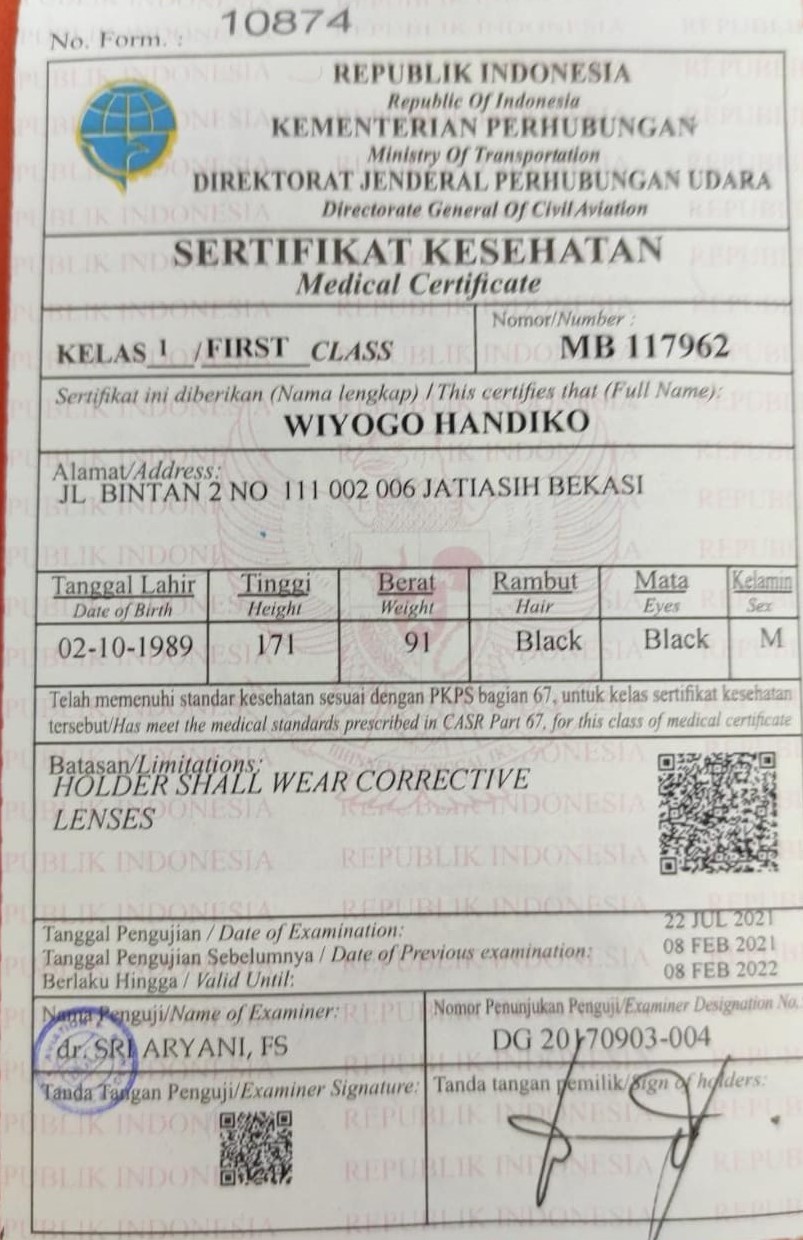 No. Form. : 10874
REPUBLIK INDONESIA
Republic Of Indonesia
KEMENTERIAN PERHUBUNGAN
Ministry Of Transportation
DIREKTORAT JENDERAL PERHUBUNGAN UDARA
Directorate General Of Civil Aviation
SERTIFIKAT KESEHATAN
Medical Certificate
KELAS 1 / FIRST CLASS
Nomor/Number :
MB 117962
Sertifikat ini diberikan (Nama lengkap) / This certifies that (Full Name):
WIYOGO HANDIKO
Alamat/Address:
JL BINTAN 2 NO 111 002 006 JATIASIH BEKASI
Tanggal Lahir Tinggi Berat Rambut Mata Kelamin
Date of Birth Height Weight Hair Eyes Sex
02-10-1989 171 91 Black Black M
Telah memenuhi standar kesehatan sesuai dengan PKPS bagian 67, untuk kelas sertifikat kesehatan
tersebut/Has meet the medical standards prescribed in CASR Part 67, for this class of medical certificate
Batasan/Limitations:
HOLDER SHALL WEAR CORRECTIVE
LENSES
Tanggal Pengujian / Date of Examination: 22 JUL 2021
Tanggal Pengujian Sebelumnya / Date of Previous examination: 08 FEB 2021
Berlaku Hingga / Valid Until: 08 FEB 2022
Nama Penguji/Name of Examiner:
dr. SRI ARYANI, FS
Nomor Penunjukan Penguji/Examiner Designation No.
DG 20170903-004
Tanda Tangan Penguji/Examiner Signature:
Tanda tangan pemilik/Sign of holders: